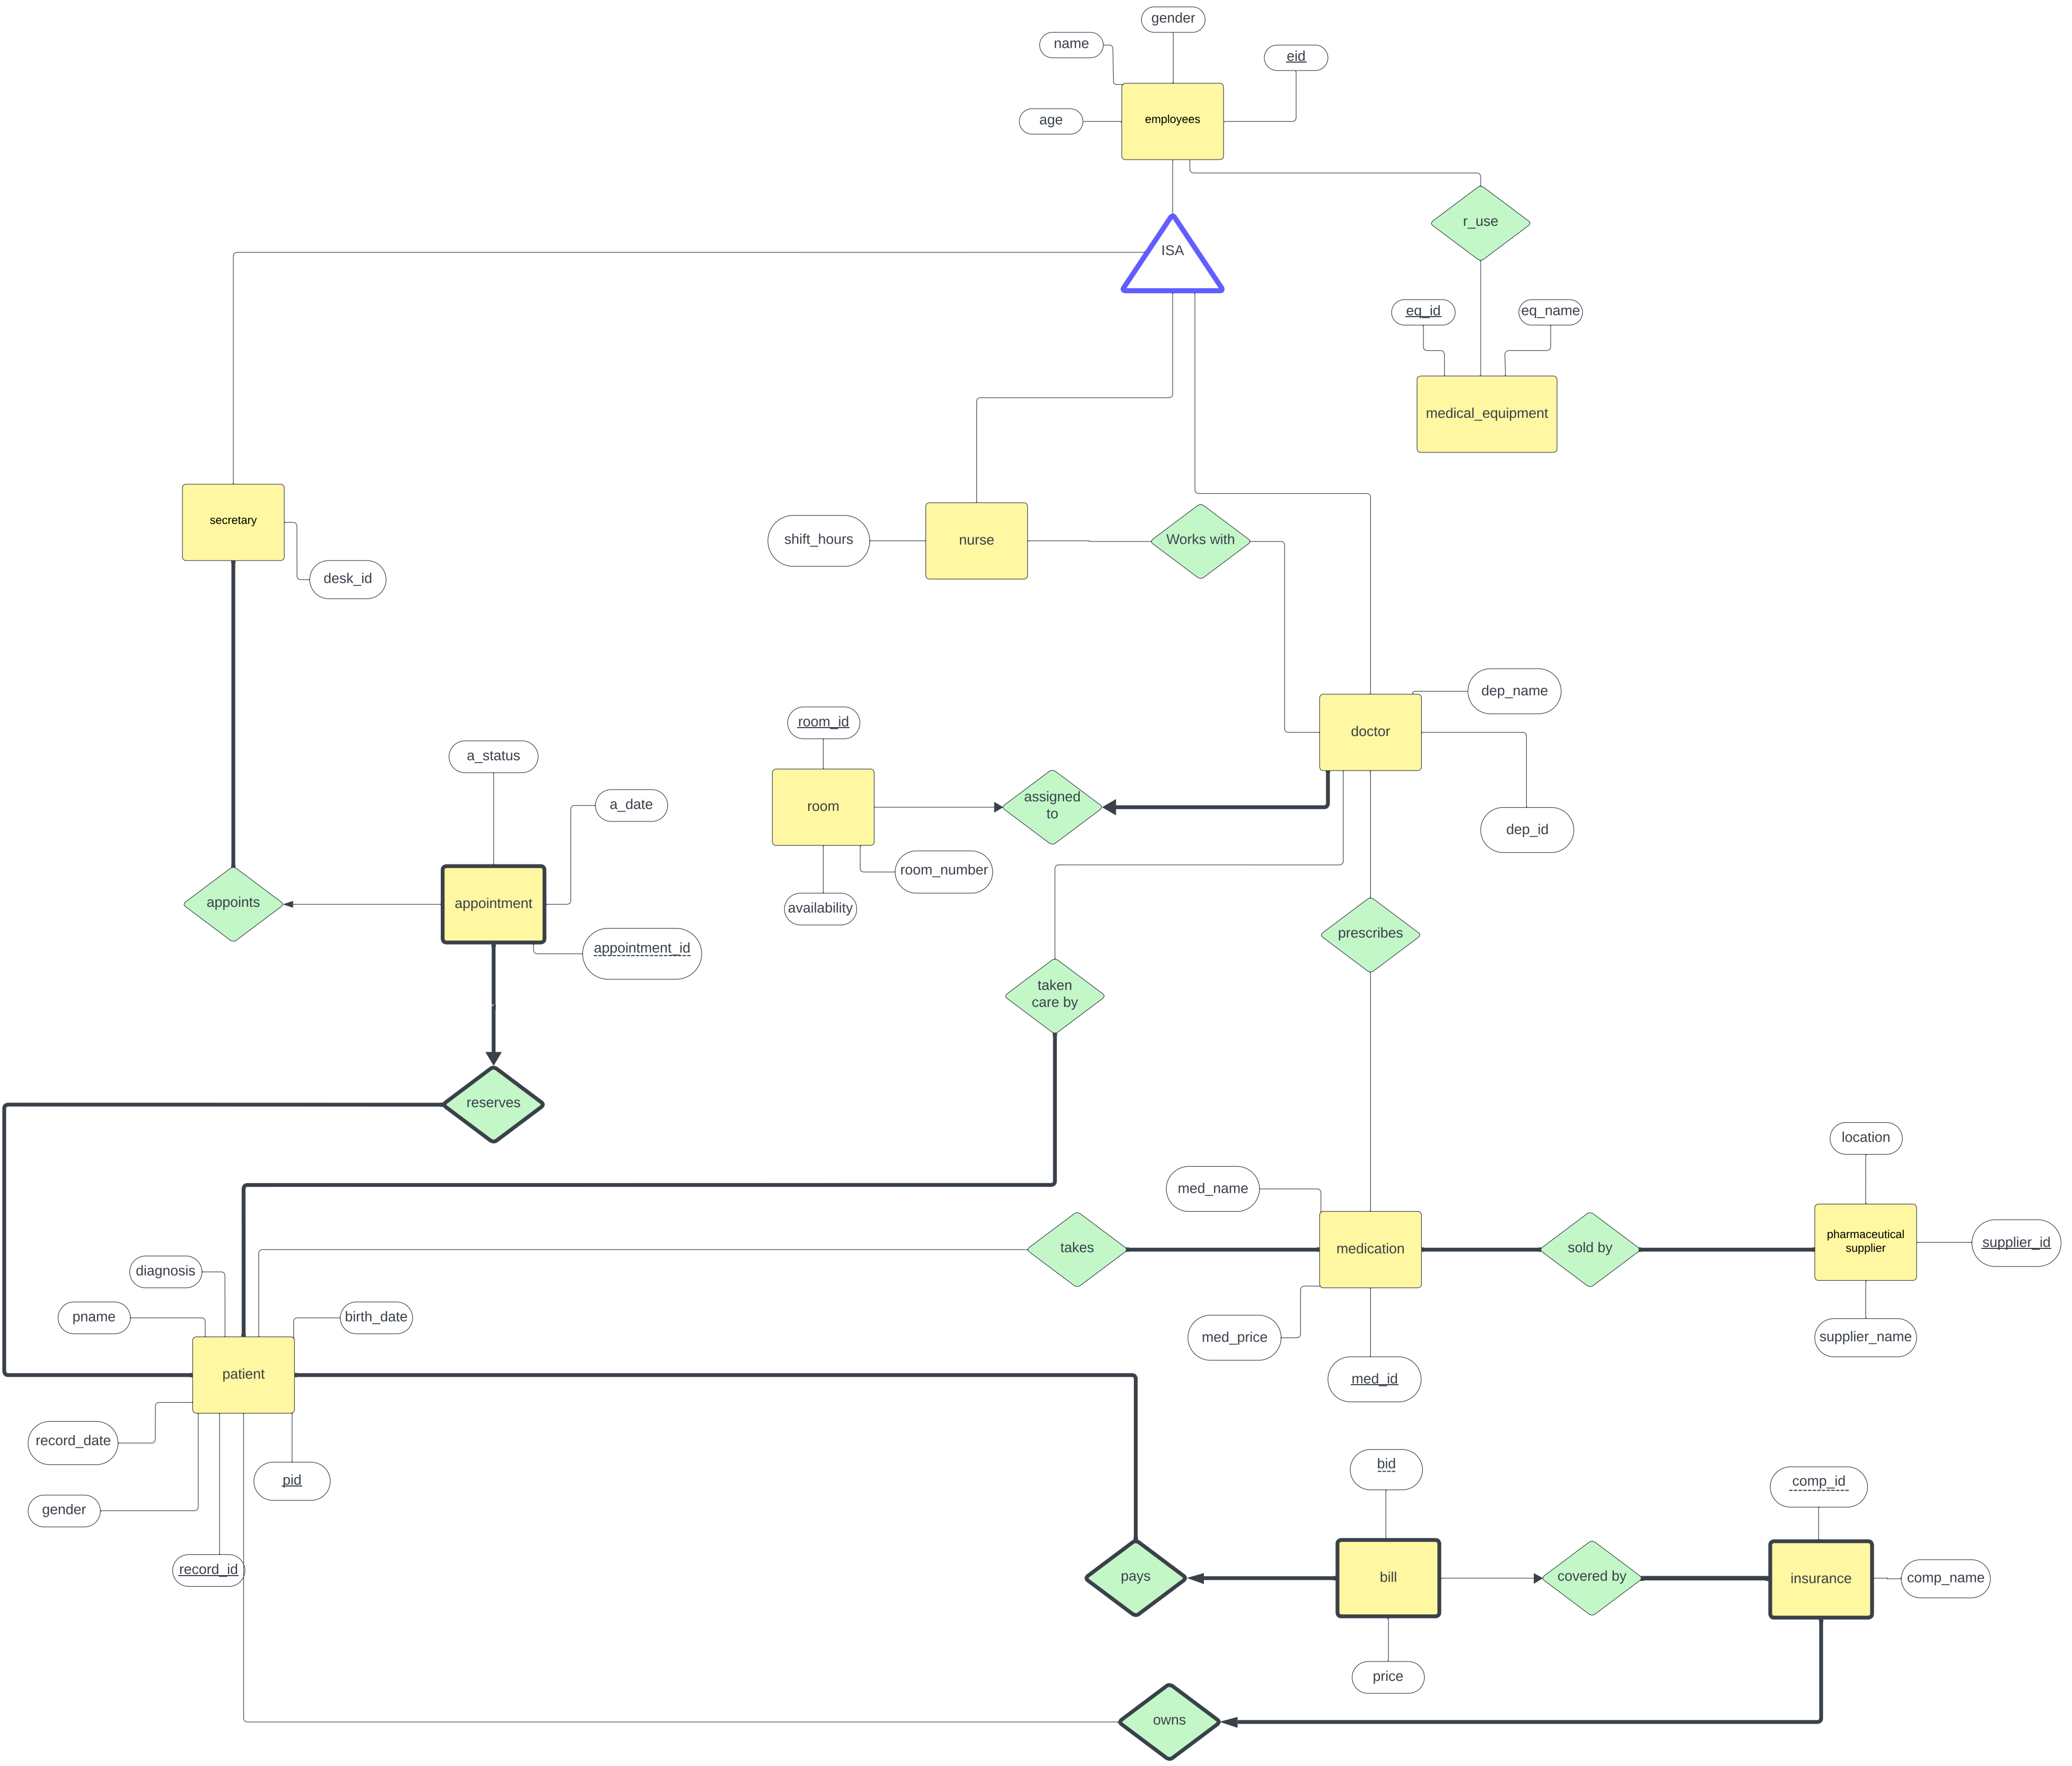 gender
name
eid
age
employees
r_use
ISA
eq_id
eq_name
medical_equipment
secretary
shift_hours
nurse
Works with
desk_id
dep_name
room_id
doctor
a_status
a_date
room
assigned
to
dep_id
room_number
appoints
appointment
availability
prescribes
appointment_id
taken
care by
reserves
location
med_name
takes
medication
sold by
pharmaceutical
supplier
supplier_id
diagnosis
pname
birth_date
med_price
supplier_name
patient
med_id
record_date
pid
bid
comp_id
gender
record_id
pays
bill
covered by
insurance
comp_name
price
owns